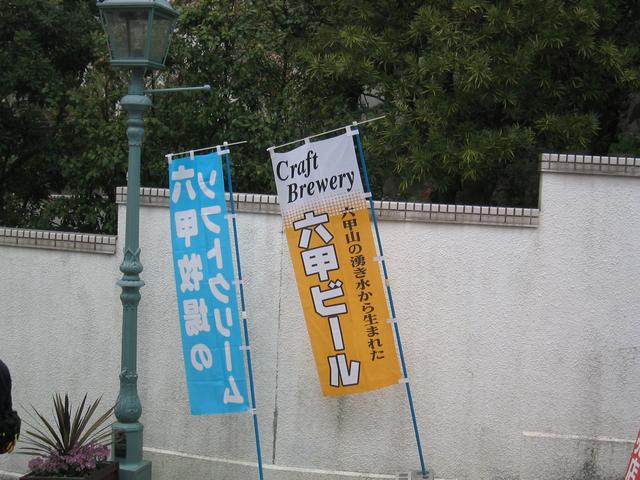 六甲牧場の
ソフトクリーム
Craft
Brewery
六甲山の湧き水から生まれた
六甲ビール